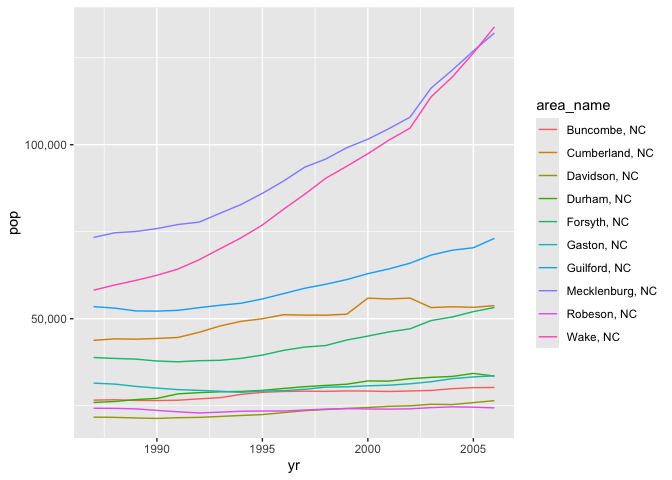 100,000
50,000
pop
1990
1995
2000
2005
yr
area_name
Buncombe, NC
Cumberland, NC
Davidson, NC
Durham, NC
Forsyth, NC
Gaston, NC
Guilford, NC
Mecklenburg, NC
Robeson, NC
Wake, NC